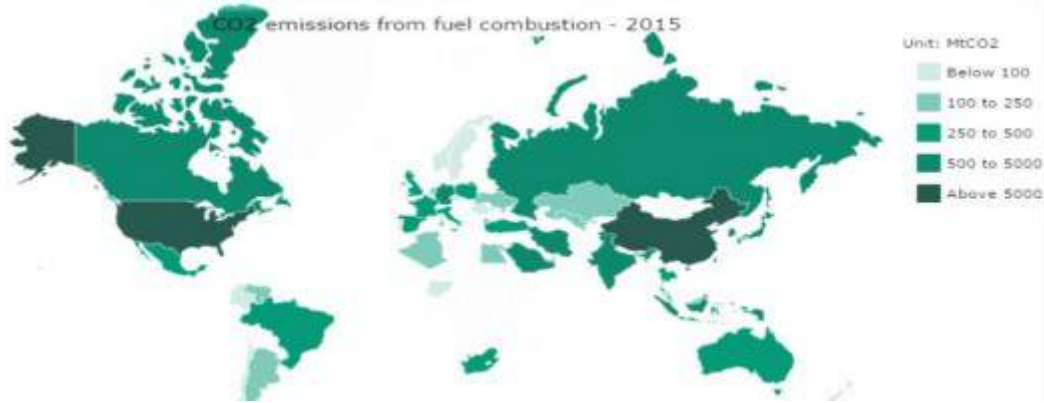 CO2 emissions from fuel combustion - 2015
Unit: MtCO2
Below 100
100 to 250
250 to 500
500 to 5000
Above 5000